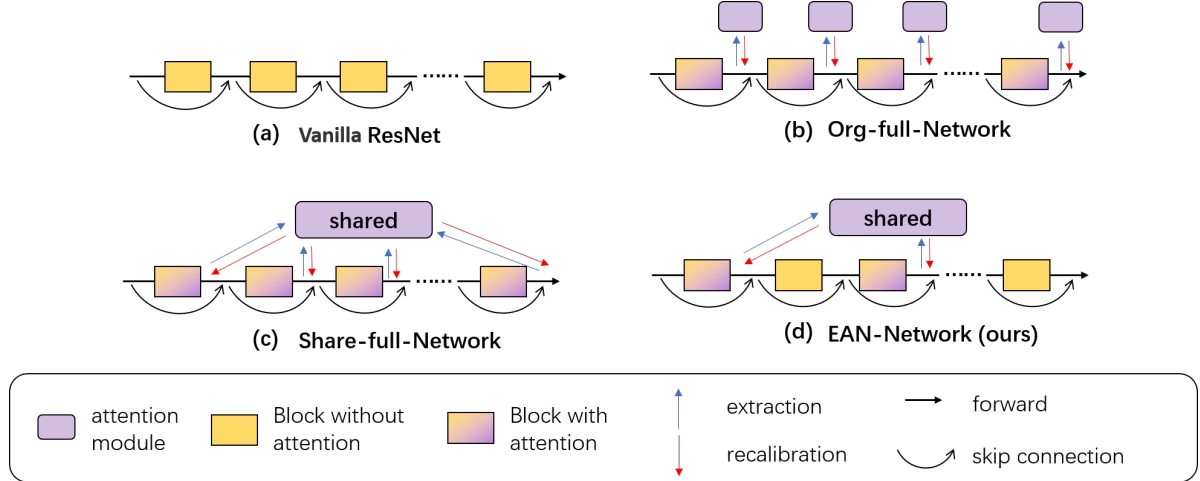 (a) Vanilla ResNet
(b) Org-full-Network
shared
(c) Share-full-Network
shared
(d) EAN-Network (ours)
attention
module
Block without
attention
Block with
attention
extraction
recalibration
forward
skip connection